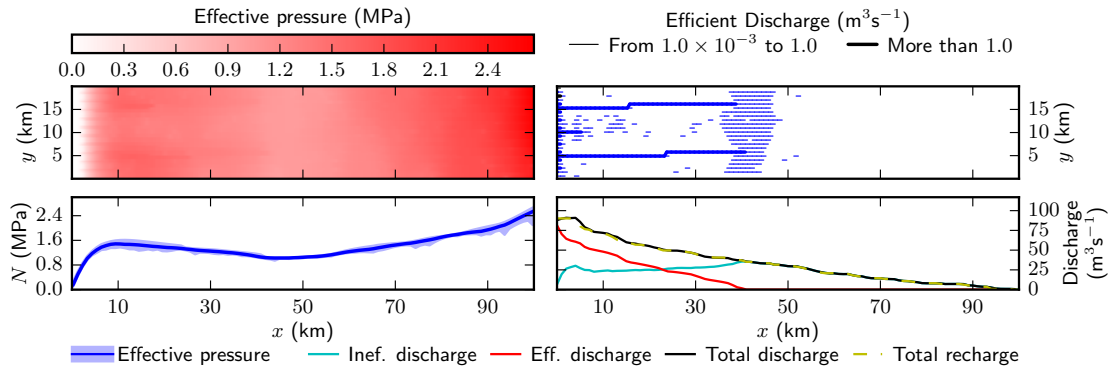 Effective pressure (MPa)
0.0 0.3 0.6 0.9 1.2 1.5 1.8 2.1 2.4
Efficient Discharge (m³s⁻¹)
From 1.0 × 10⁻³ to 1.0 More than 1.0
y (km)
15
10
5
15
10
5
y (km)
N (MPa)
2.4
1.6
0.8
0.0
10 30 50 70 90
x (km)
100
75
50
25
0
Discharge
(m³s⁻¹)
10 30 50 70 90
x (km)
Effective pressure Inef. discharge Eff. discharge Total discharge Total recharge